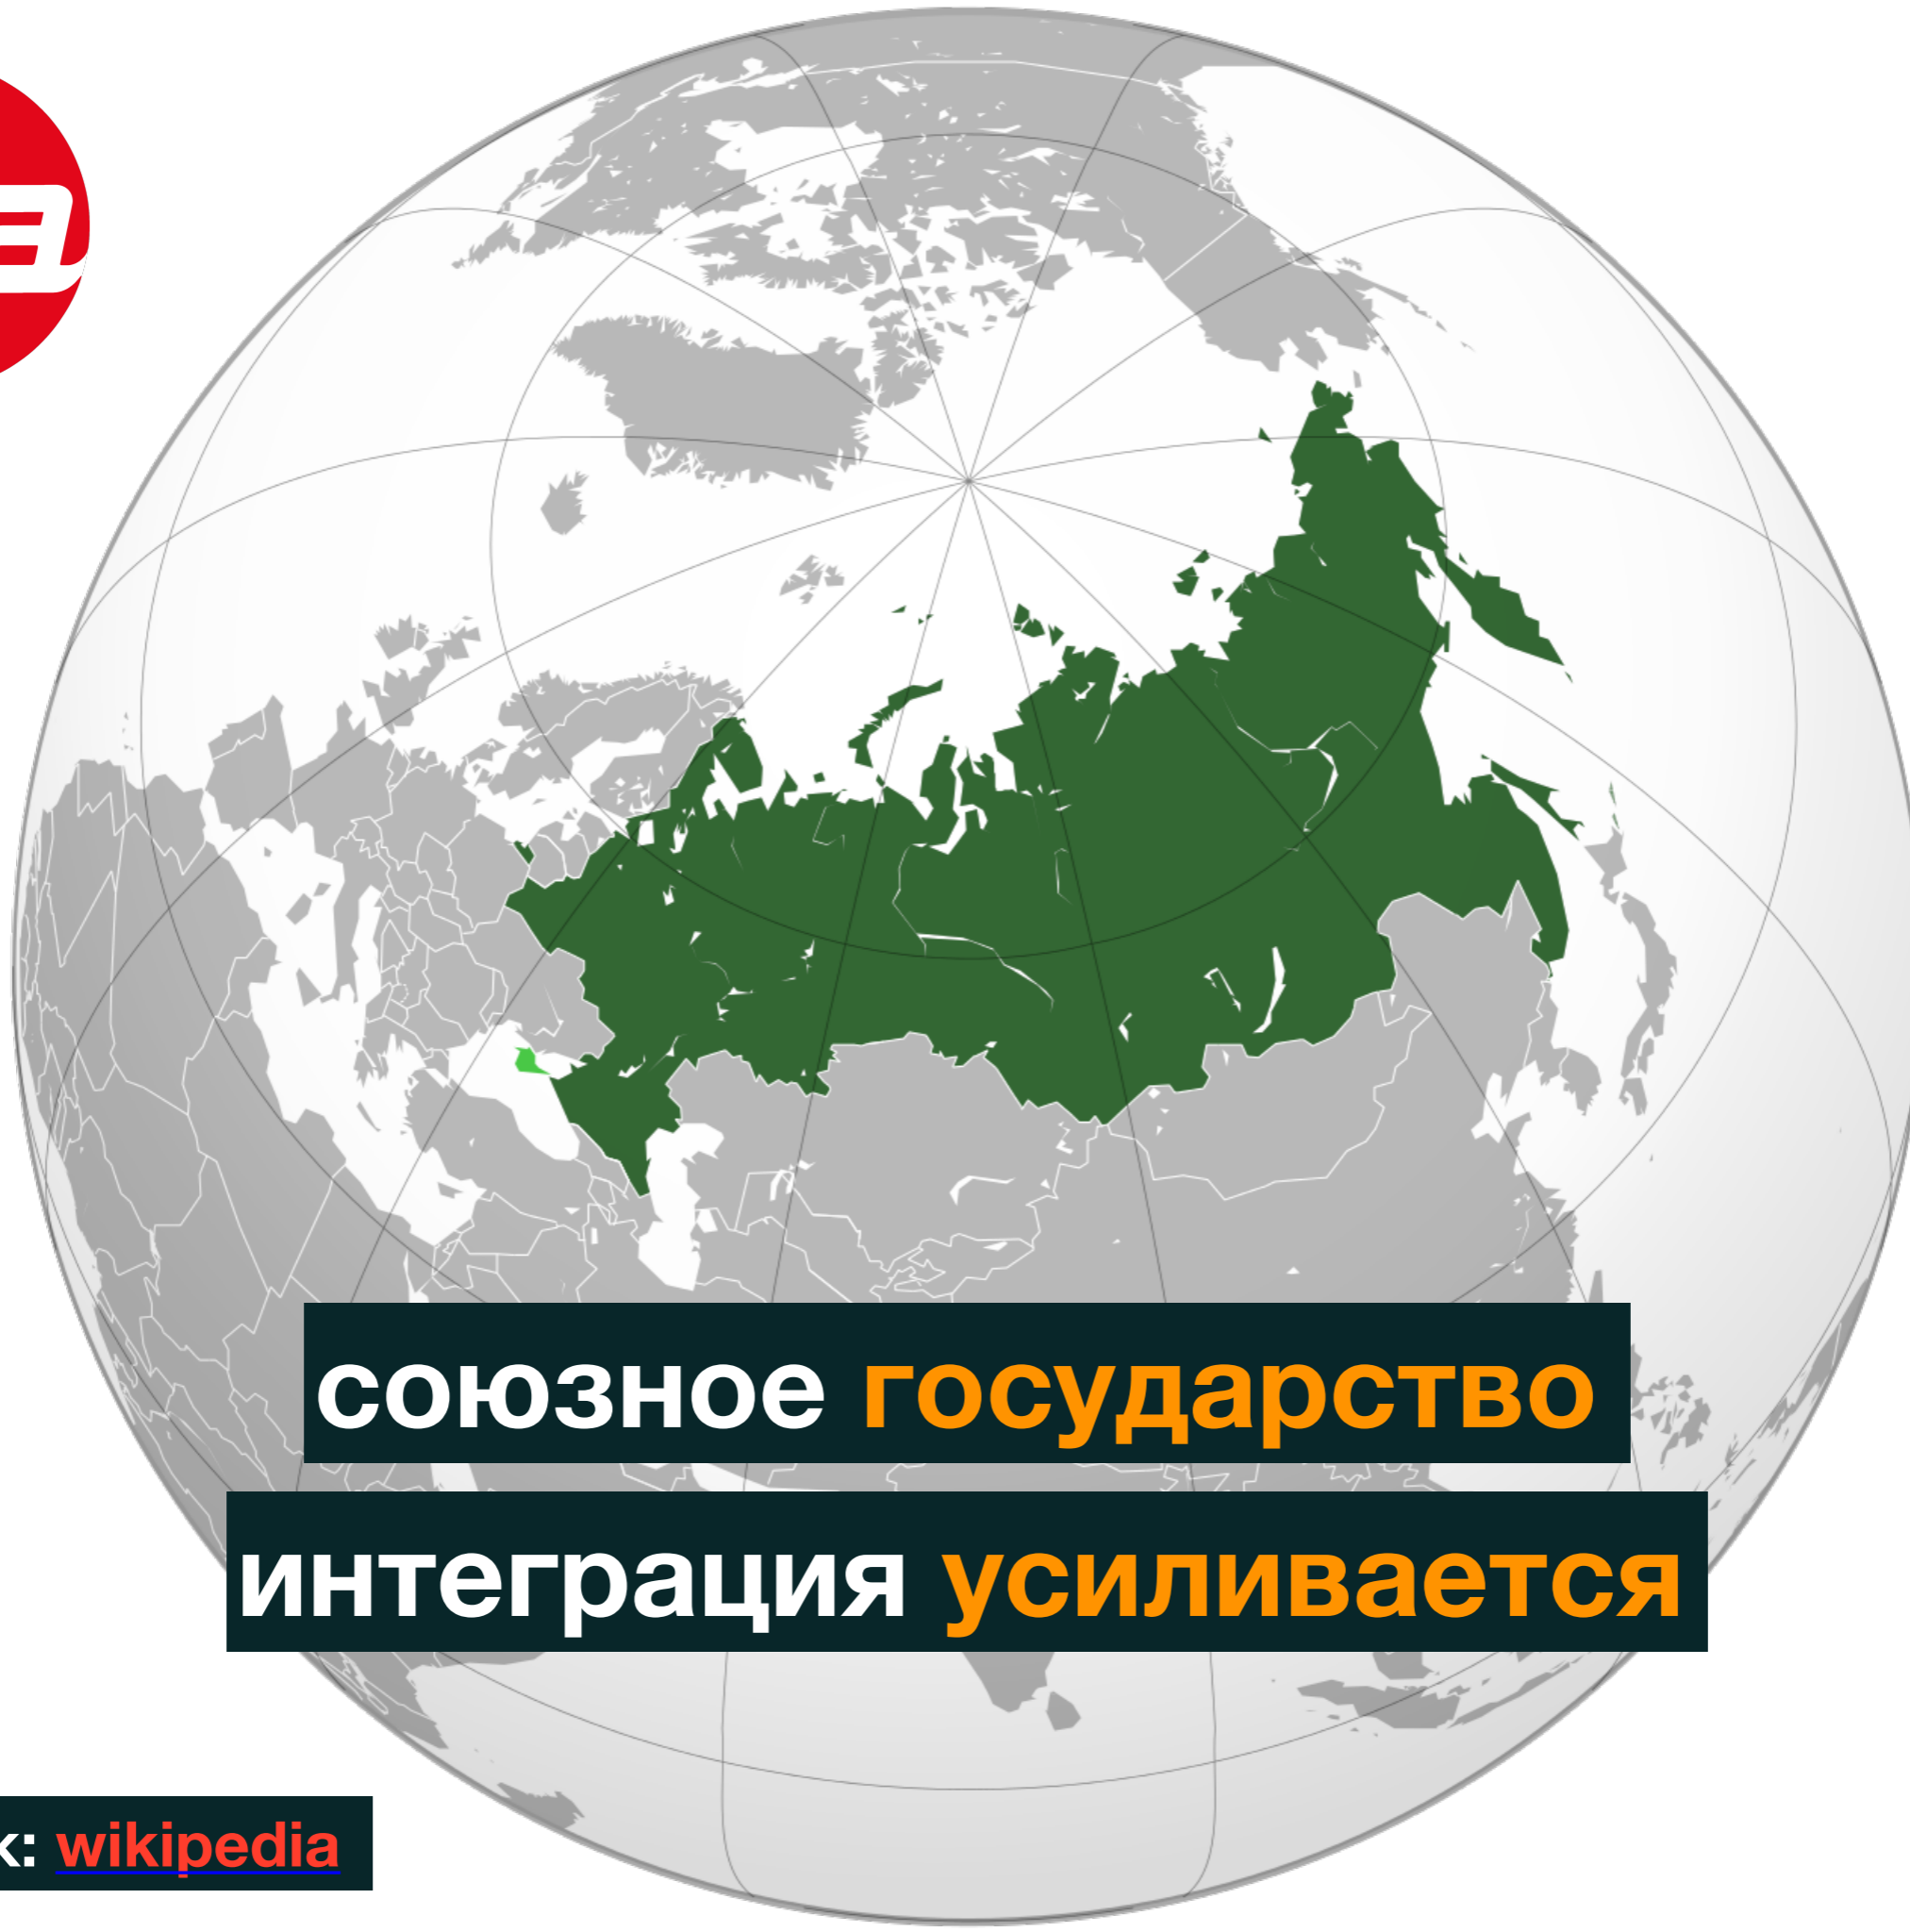 а
союзное государство
интеграция усиливается
к: wikipedia